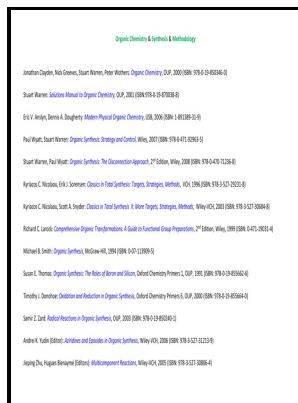 Organic Chemistry & Synthesis & Methodology
Jonathan Clayden, Nick Greeves, Stuart Warren, Peter Wothers: Organic Chemistry, OUP, 2000 (ISBN: 978-0-19-850346-0)
Stuart Warren: Solutions Manual to Organic Chemistry, OUP, 2001 (ISBN:978-0-19-870038-8)
Eric V. Anslyn, Dennis A. Dougherty: Modern Physical Organic Chemistry, USB, 2006 (ISBN: 1-891389-31-9)
Paul Wyatt, Stuart Warren: Organic Synthesis: Strategy and Control, Wiley, 2007 (ISBN: 978-0-471-92963-5)
Stuart Warren, Paul Wyatt: Organic Synthesis: The Disconnection Approach, 2nd Edition, Wiley, 2008 (ISBN: 978-0-470-71236-8)
Kyriacos C. Nicolaou, Erik J. Sorensen: Classics in Total Synthesis: Targets, Strategies, Methods, VCH, 1996 (ISBN: 978-3-527-29231-8)
Kyriacos C. Nicolaou, Scott A. Snyder: Classics in Total Synthesis II: More Targets, Strategies, Methods, Wiley-VCH, 2003 (ISBN: 978-3-527-30684-8)
Richard C. Larock: Comprehensive Organic Transformations: A Guide to Functional Group Preparations, 2nd Edition, Wiley, 1999 (ISBN: 0-471-19031-4)
Michael B. Smith: Organic Synthesis, McGraw-Hill, 1994 (ISBN: 0-07-113909-5)
Susan E. Thomas: Organic Synthesis: The Roles of Boron and Silicon, Oxford Chemistry Primers 1, OUP, 1991 (ISBN: 978-0-19-855662-6)
Timothy J. Donohoe: Oxidation and Reduction in Organic Synthesis, Oxford Chemistry Primers 6, OUP, 2000 (ISBN: 978-0-19-855664-0)
Samir Z. Zard: Radical Reactions in Organic Synthesis, OUP, 2003 (ISBN: 978-0-19-850240-1)
Andrei K. Yudin (Editor): Aziridines and Epoxides in Organic Synthesis, Wiley-VCH, 2006 (ISBN: 978-3-527-31213-9)
Jieping Zhu, Hugues Bienaymé (Editors): Multicomponent Reactions, Wiley-VCH, 2005 (ISBN: 978-3-527-30806-4)